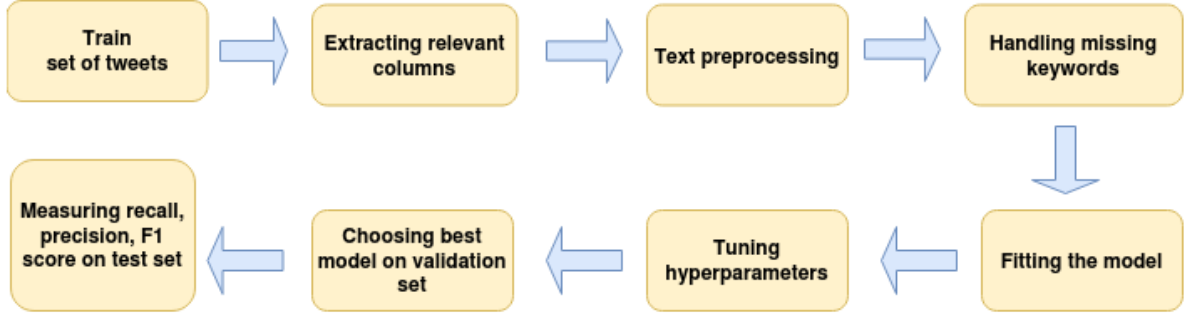 Train
set of tweets
Extracting relevant
columns
Text preprocessing
Handling missing
keywords
Fitting the model
Tuning
hyperparameters
Choosing best
model on validation
set
Measuring recall,
precision, F1
score on test set